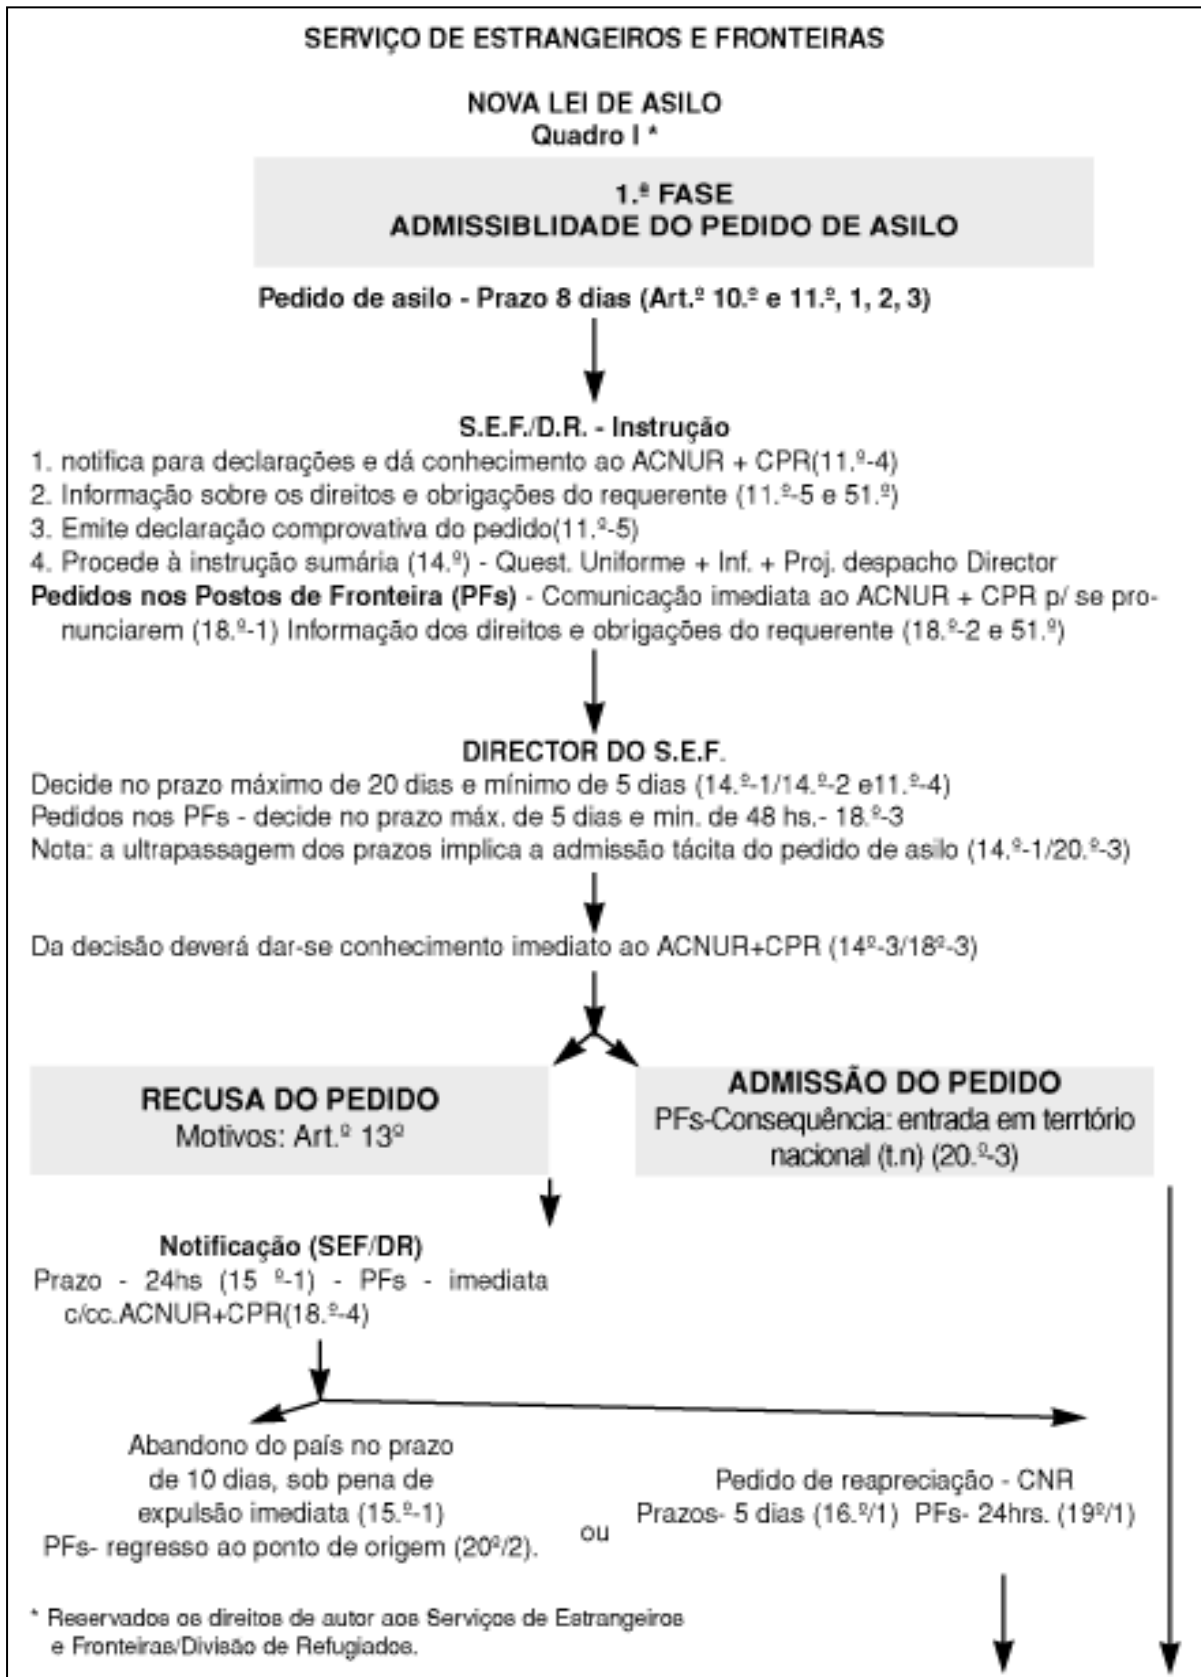 SERVIÇO DE ESTRANGEIROS E FRONTEIRAS
NOVA LEI DE ASILO
Quadro I *
1.ª FASE
ADMISSIBLIDADE DO PEDIDO DE ASILO
Pedido de asilo - Prazo 8 dias (Art.º 10.º e 11.º, 1, 2, 3)
S.E.F./D.R. - Instrução
1. notifica para declarações e dá conhecimento ao ACNUR + CPR(11.º-4)
2. Informação sobre os direitos e obrigações do requerente (11.º-5 e 51.º)
3. Emite declaração comprovativa do pedido(11.º-5)
4. Procede à instrução sumária (14.º) - Quest. Uniforme + Inf. + Proj. despacho Director
Pedidos nos Postos de Fronteira (PFs) - Comunicação imediata ao ACNUR + CPR p/ se pro-
nunciarem (18.º-1) Informação dos direitos e obrigações do requerente (18.º-2 e 51.º)
DIRECTOR DO S.E.F.
Decide no prazo máximo de 20 dias e mínimo de 5 dias (14.º-1/14.º-2 e11.º-4)
Pedidos nos PFs - decide no prazo máx. de 5 dias e min. de 48 hs.- 18.º-3
Nota: a ultrapassagem dos prazos implica a admissão tácita do pedido de asilo (14.º-1/20.º-3)
Da decisão deverá dar-se conhecimento imediato ao ACNUR+CPR (14º-3/18º-3)
RECUSA DO PEDIDO
Motivos: Art.º 13º
ADMISSÃO DO PEDIDO
PFs-Consequência: entrada em terrtório
nacional (t.n) (20.º-3)
Notificação (SEF/DR)
Prazo - 24hs (15 º-1) - PFs - imediata
c/cc.ACNUR+CPR(18.º-4)
Abandono do país no prazo
de 10 dias, sob pena de
expulsão imediata (15.º-1)
PFs- regresso ao ponto de origem (20º/2).
ou
Pedido de reapreciação - CNR
Prazos- 5 dias (16.º/1) PFs- 24hrs. (19º/1)
* Reservados os direitos de autor aos Serviços de Estrangeiros
e Fronteiras/Divisão de Refugiados.